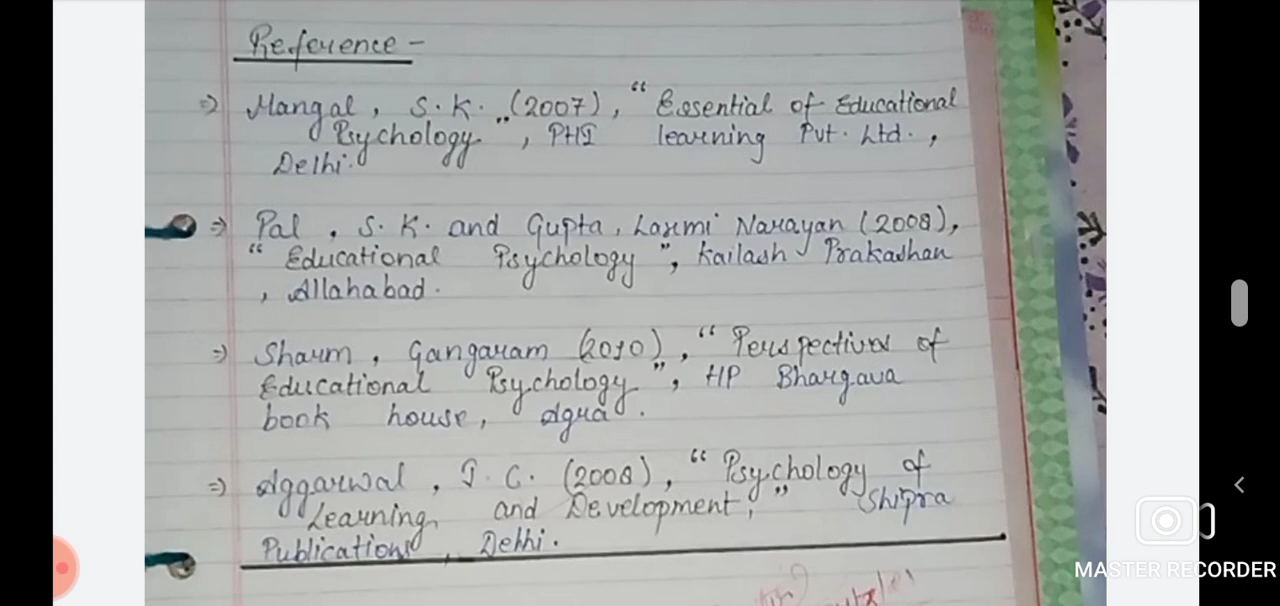 Reference -
⇒ Mangal, S.K. (2007), "Essential of Educational
Psychology", PHI learning Pvt. Ltd.,
Delhi.
⇒ Pal, S.K. and Gupta, Laxmi Narayan (2008),
"Educational Psychology", Kailash Prakashan
, Allahabad.
⇒ Sharm, Gangaram (2010), "Perspectives of
Educational Psychology", HP Bhargava
book house, Agra.
⇒ Aggarwal, J.C. (2008), "Psychology of
Learning and Development," Shipra
Publications, Delhi.
MASTER RECORDER